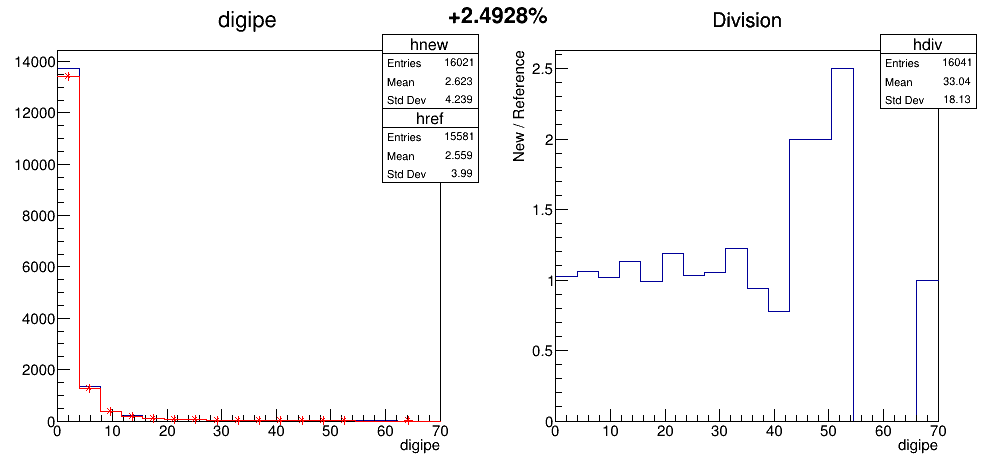 +2.4928%
digipe
hnew
Entries 16021
Mean 2.623
Std Dev 4.239
href
Entries 15581
Mean 2.559
Std Dev 3.99
14000
12000
10000
8000
6000
4000
2000
0
0 10 20 30 40 50 60 70
digipe
Division
hdiv
Entries 16041
Mean 33.04
Std Dev 18.13
New / Reference
2.5
2
1.5
1
0.5
0
0 10 20 30 40 50 60 70
digipe